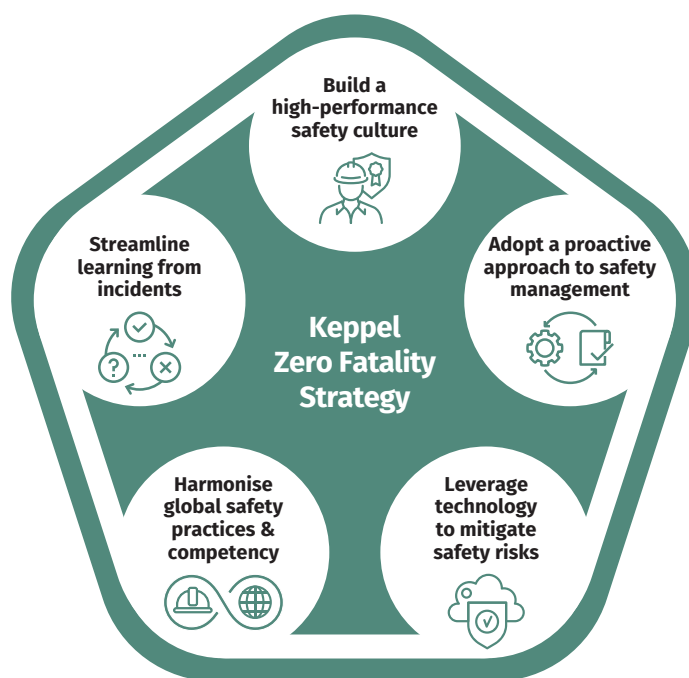 Build a
high-performance
safety culture
Streamline
learning from
incidents
Adopt a proactive
approach to safety
management
Keppel
Zero Fatality
Strategy
Harmonise
global safety
practices &
competency
Leverage
technology
to mitigate
safety risks